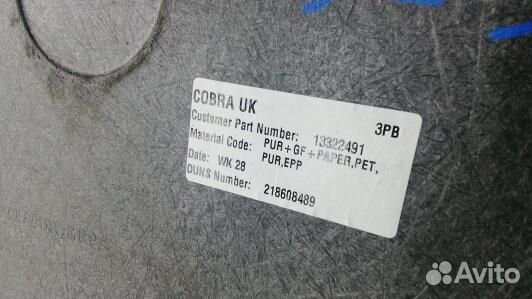 COBRA UK
3PB
Customer Part Number: 13322491
Material Code: PUR+GF+PAPER,PET,
PUR,EPP
Date: WK 28
DUNS Number: 218608489
Avito